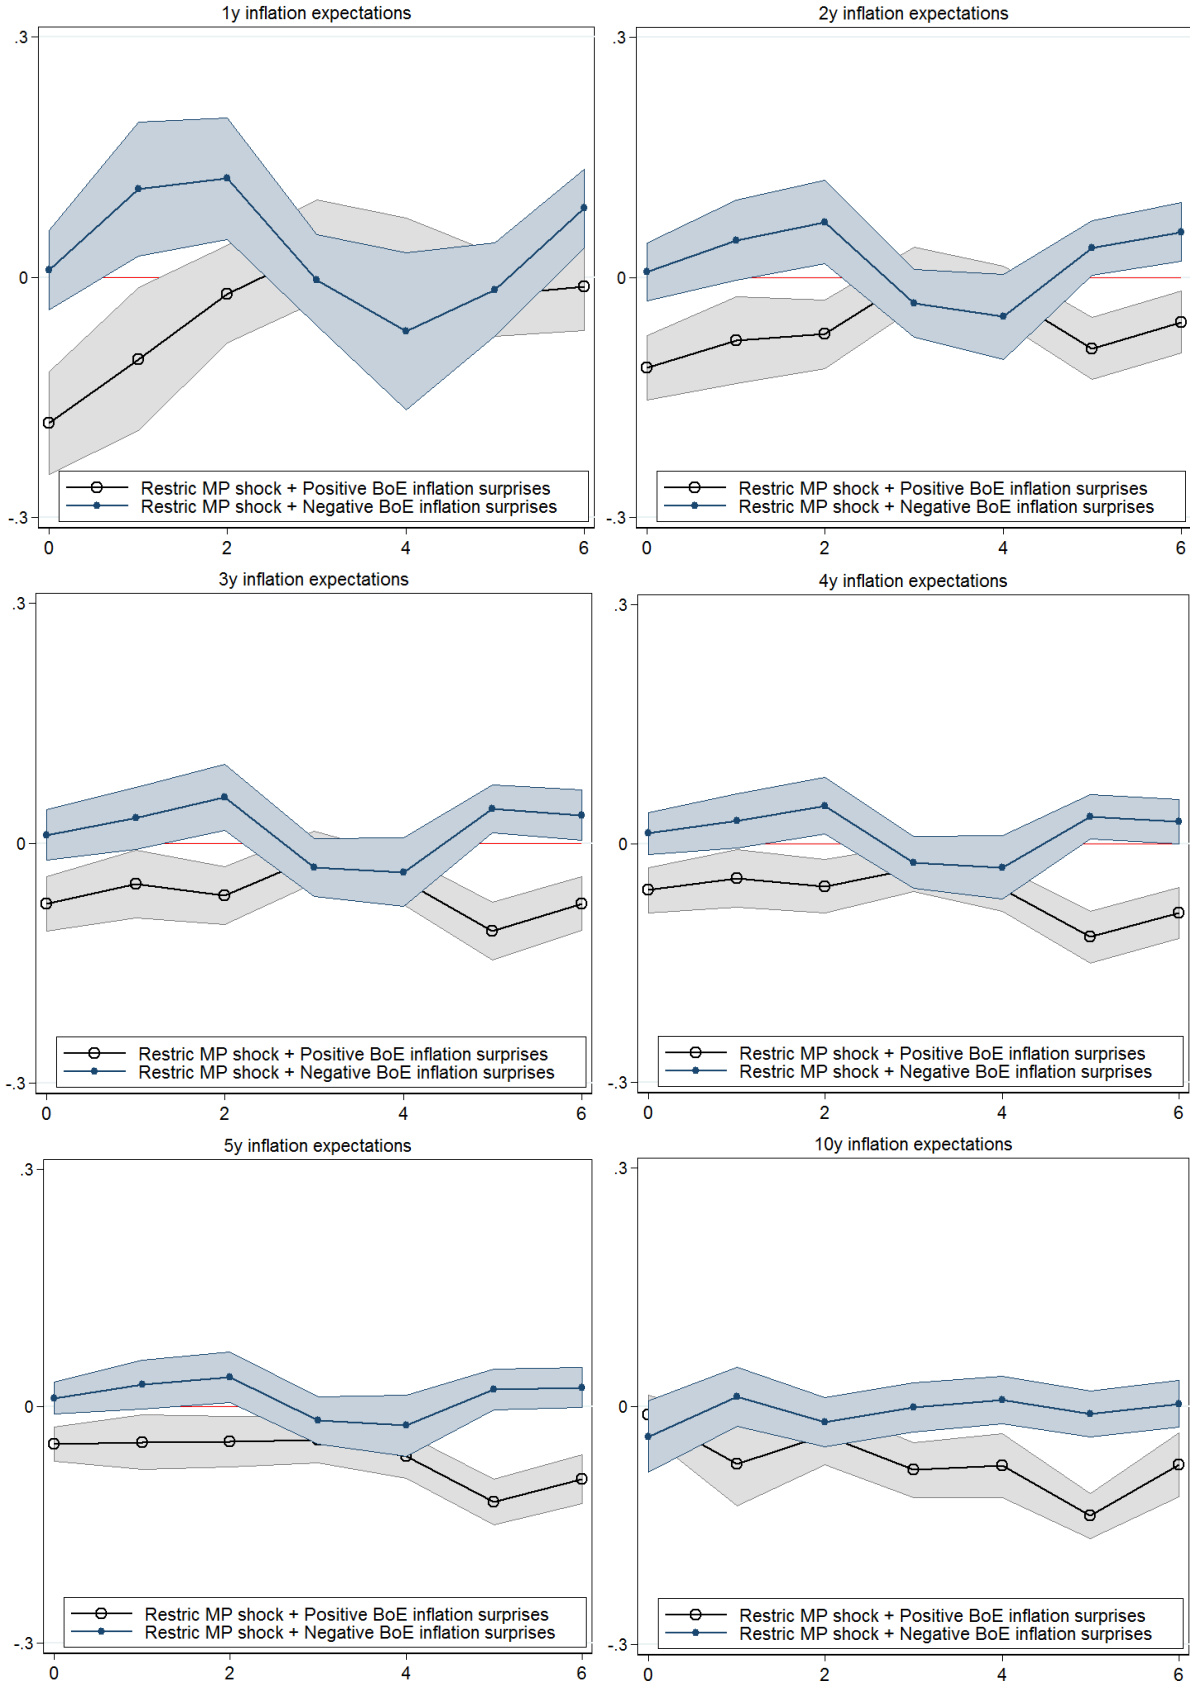 1y inflation expectations
.3
0
-.3
Restric MP shock + Positive BoE inflation surprises
Restric MP shock + Negative BoE inflation surprises
0 2 4 6
2y inflation expectations
.3
0
-.3
Restric MP shock + Positive BoE inflation surprises
Restric MP shock + Negative BoE inflation surprises
0 2 4 6
3y inflation expectations
.3
0
-.3
Restric MP shock + Positive BoE inflation surprises
Restric MP shock + Negative BoE inflation surprises
0 2 4 6
4y inflation expectations
.3
0
-.3
Restric MP shock + Positive BoE inflation surprises
Restric MP shock + Negative BoE inflation surprises
0 2 4 6
5y inflation expectations
.3
0
-.3
Restric MP shock + Positive BoE inflation surprises
Restric MP shock + Negative BoE inflation surprises
0 2 4 6
10y inflation expectations
.3
0
-.3
Restric MP shock + Positive BoE inflation surprises
Restric MP shock + Negative BoE inflation surprises
0 2 4 6